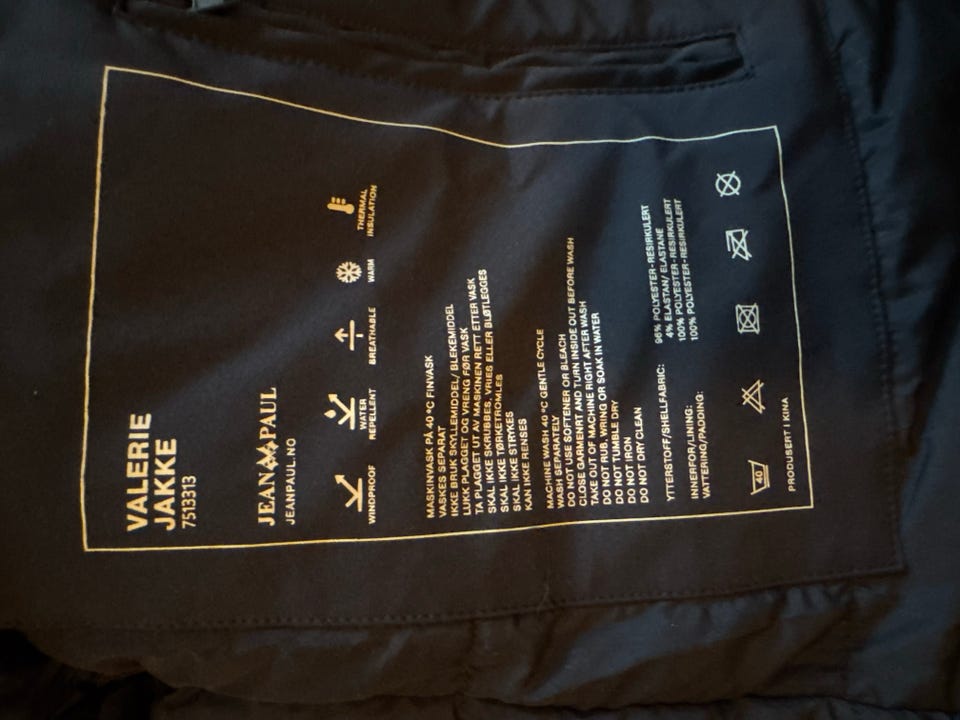 VALERIE
JAKKE
7513313
JEAN PAUL
JEANPAUL.NO
WINDPROOF
WATER
REPELLENT
BREATHABLE
WARM
THERMAL
INSULATION
MASKINVASK PÅ 40 °C FINVASK
VASKES SEPARAT
IKKE BRUK SKYLLEMIDDEL/ BLEKEMIDDEL
LUKK PLAGGET OG VRENG FØR VASK
TA PLAGGET UT AV MASKINEN RETT ETTER VASK
SKAL IKKE SKRUBBES, VRIES ELLER BLØTLEGGES
SKAL IKKE TØRKETROMLES
SKAL IKKE STRYKES
KAN IKKE RENSES
MACHINE WASH 40 °C GENTLE CYCLE
WASH SEPARATELY
DO NOT USE SOFTENER OR BLEACH
CLOSE GARMENRT AND TURN INSIDE OUT BEFORE WASH
TAKE OUT OF MACHINE RIGHT AFTER WASH
DO NOT RUB, WRING OR SOAK IN WATER
DO NOT TUMBLE DRY
DO NOT IRON
DO NOT DRY CLEAN
YTTERSTOFF/SHELLFABRIC: 96% POLYESTER-RESIRKULERT
4% ELASTAN/ ELASTANE
INNERFOR/LINING: 100% POLYESTER-RESIRKULERT
VATTERING/PADDING: 100% POLYESTER-RESIRKULERT
40
PRODUSERT I KINA